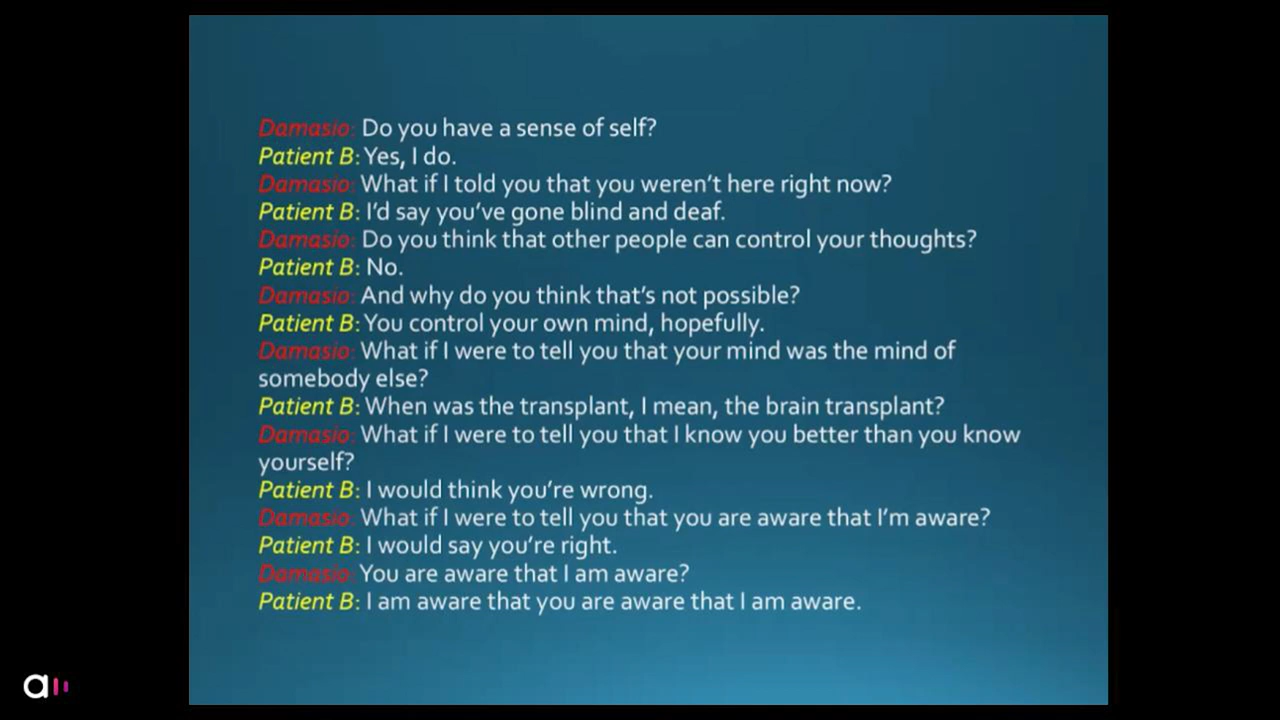 Damasio: Do you have a sense of self?
Patient B: Yes, I do.
Damasio: What if I told you that you weren't here right now?
Patient B: I'd say you've gone blind and deaf.
Damasio: Do you think that other people can control your thoughts?
Patient B: No.
Damasio: And why do you think that's not possible?
Patient B: You control your own mind, hopefully.
Damasio: What if I were to tell you that your mind was the mind of
somebody else?
Patient B: When was the transplant, I mean, the brain transplant?
Damasio: What if I were to tell you that I know you better than you know
yourself?
Patient B: I would think you're wrong.
Damasio: What if I were to tell you that you are aware that I'm aware?
Patient B: I would say you're right.
Damasio: You are aware that I am aware?
Patient B: I am aware that you are aware that I am aware.
a